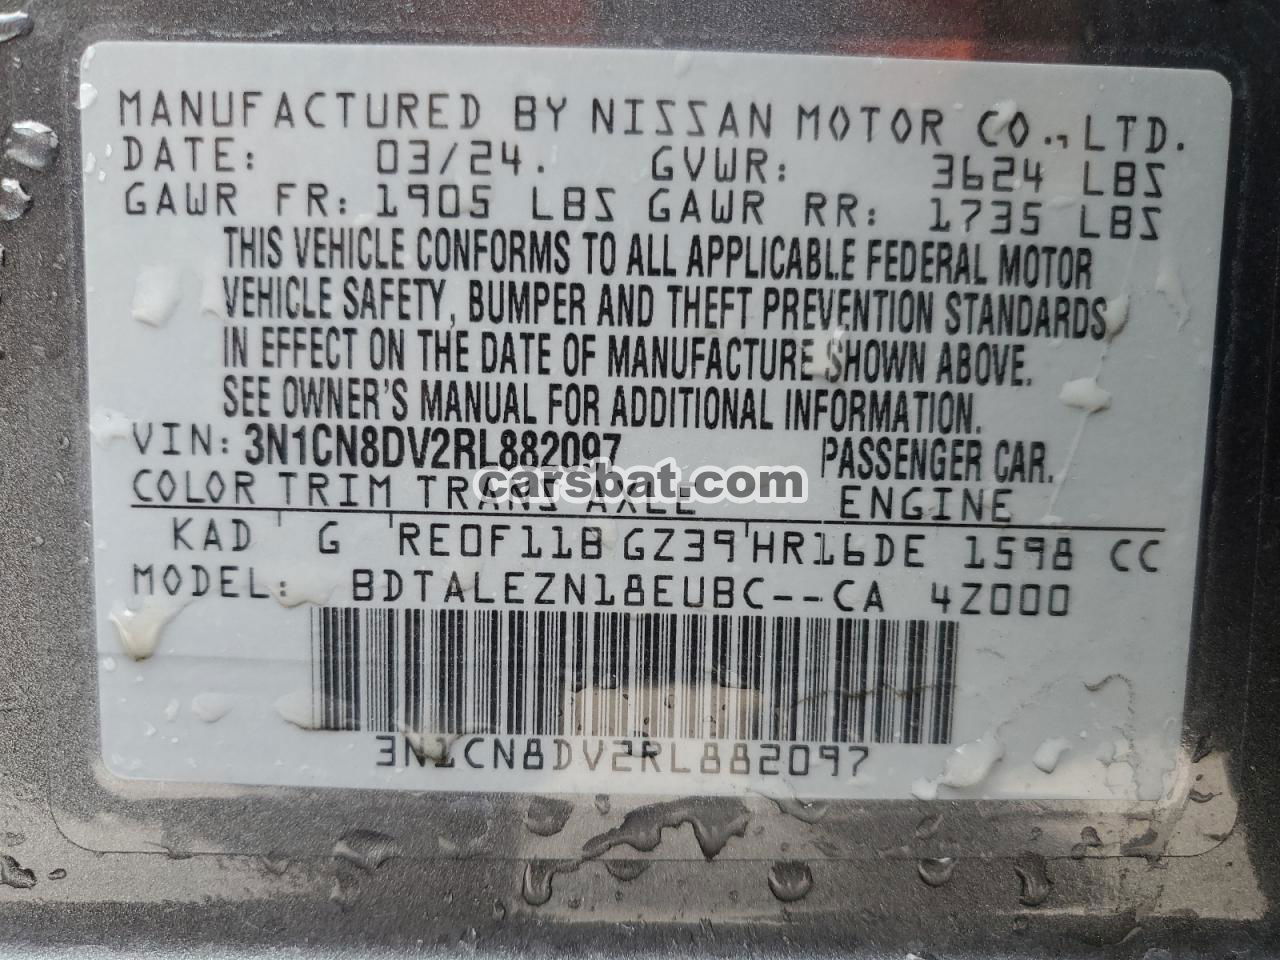 MANUFACTURED BY NISSAN MOTOR CO., LTD.
DATE: 03/24. GVWR: 3624 LBS
GAWR FR: 1905 LBS GAWR RR: 1735 LBS
THIS VEHICLE CONFORMS TO ALL APPLICABLE FEDERAL MOTOR
VEHICLE SAFETY, BUMPER AND THEFT PREVENTION STANDARDS
IN EFFECT ON THE DATE OF MANUFACTURE SHOWN ABOVE.
SEE OWNER'S MANUAL FOR ADDITIONAL INFORMATION.
VIN: 3N1CN8DV2RL882097 PASSENGER CAR.
carsbat.com
COLOR TRIM TRANS AXLE ENGINE
KAD G RE0F11B GZ39 HR16DE 1598 CC
MODEL: BDTALEZN18EUBC--CA 4Z000
3N1CN8DV2RL882097